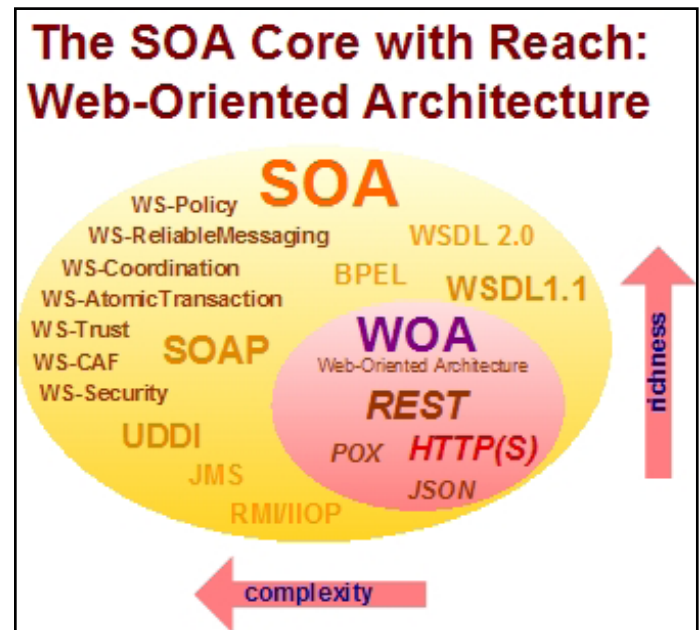 The SOA Core with Reach:
Web-Oriented Architecture
SOA
WS-Policy
WS-ReliableMessaging
WSDL 2.0
WS-Coordination
BPEL
WSDL1.1
WS-AtomicTransaction
WS-Trust
SOAP
WS-CAF
WS-Security
WOA
Web-Oriented Architecture
REST
UDDI
POX
HTTP(S)
JMS
JSON
RMI/IIOP
richness
complexity